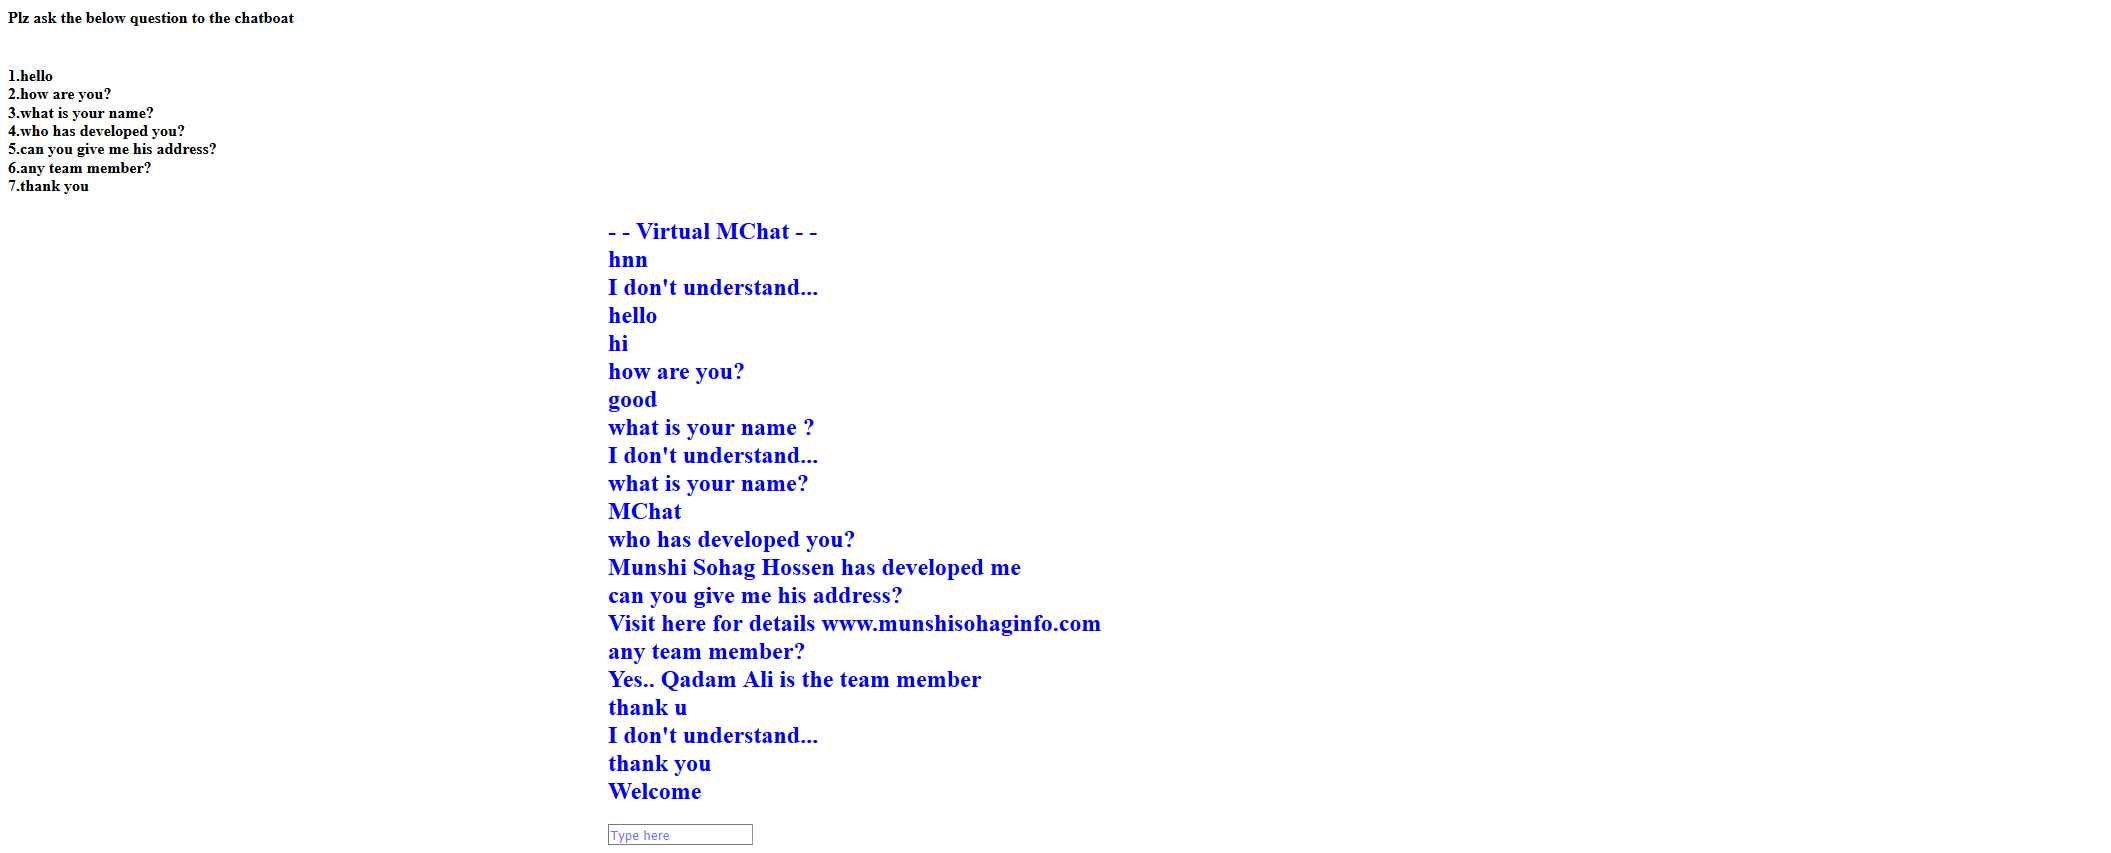 Plz ask the below question to the chatboat
1.hello
2.how are you?
3.what is your name?
4.who has developed you?
5.can you give me his address?
6.any team member?
7.thank you
- - Virtual MChat - -
hnn
I don't understand...
hello
hi
how are you?
good
what is your name ?
I don't understand...
what is your name?
MChat
who has developed you?
Munshi Sohag Hossen has developed me
can you give me his address?
Visit here for details www.munshisohaginfo.com
any team member?
Yes.. Qadam Ali is the team member
thank u
I don't understand...
thank you
Welcome
Type here